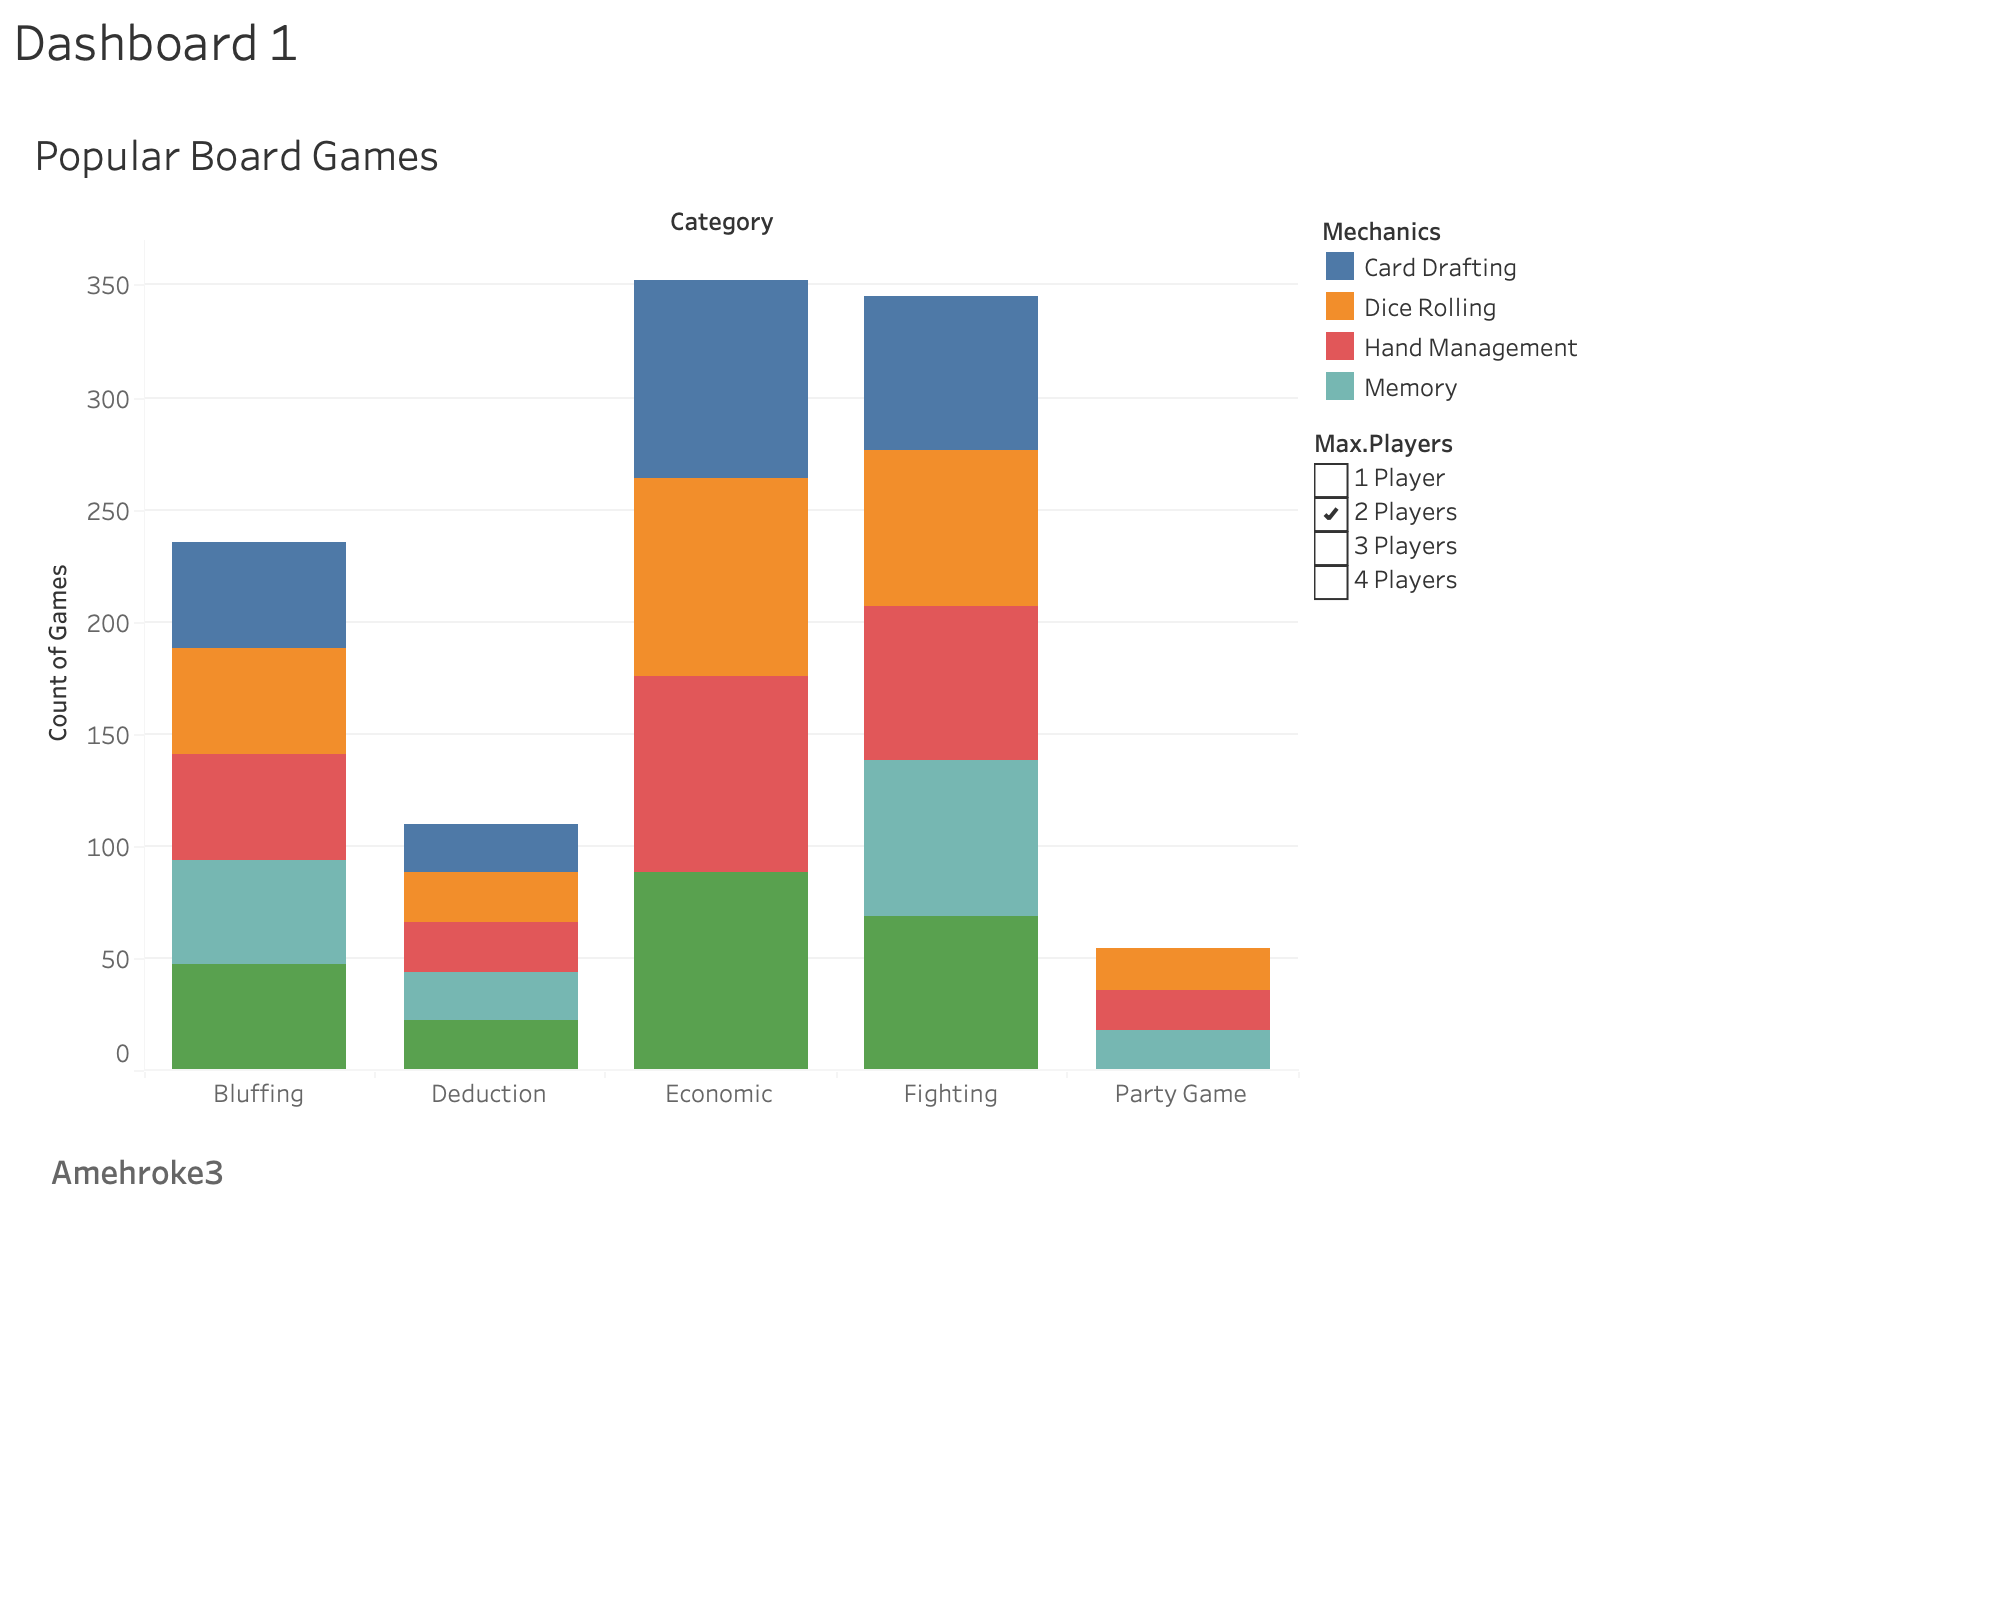 Dashboard 1
Popular Board Games
Category
Count of Games
350
300
250
200
150
100
50
0
Bluffing
Deduction
Economic
Fighting
Party Game
Mechanics
Card Drafting
Dice Rolling
Hand Management
Memory
Max.Players
1 Player
2 Players
3 Players
4 Players
Amehroke3